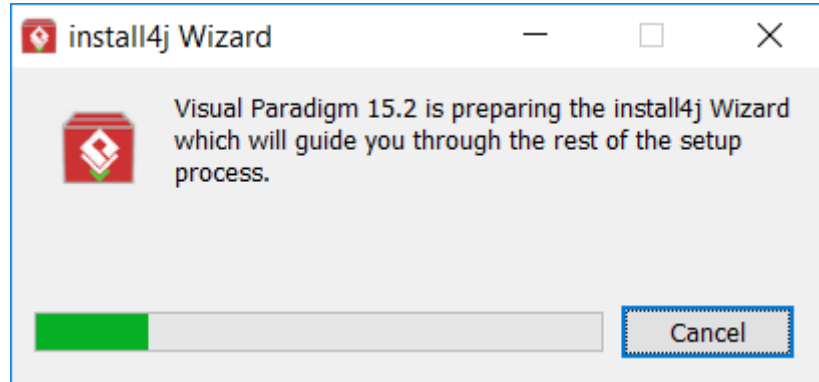 install4j Wizard
Visual Paradigm 15.2 is preparing the install4j Wizard
which will guide you through the rest of the setup
process.
Cancel